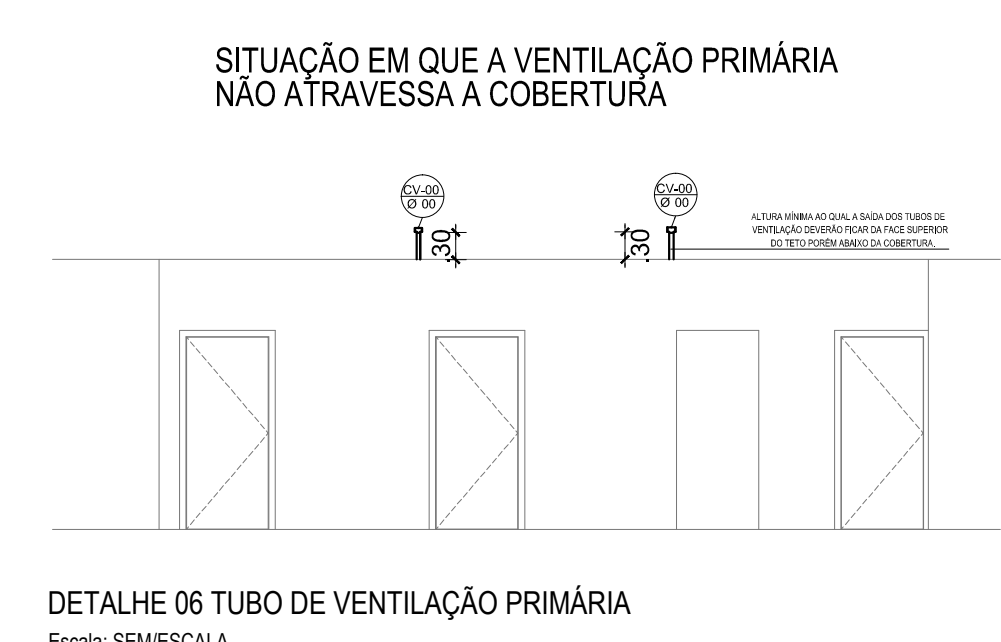 SITUAÇÃO EM QUE A VENTILAÇÃO PRIMÁRIA
NÃO ATRAVESSA A COBERTURA
CV-00
Ø 00
CV-00
Ø 00
.30
.30
ALTURA MÍNIMA AO QUAL A SAÍDA DOS TUBOS DE
VENTILAÇÃO DEVERÃO FICAR DA FACE SUPERIOR
DO TETO PORÉM ABAIXO DA COBERTURA.
DETALHE 06 TUBO DE VENTILAÇÃO PRIMÁRIA
Escala: SEM/ESCALA